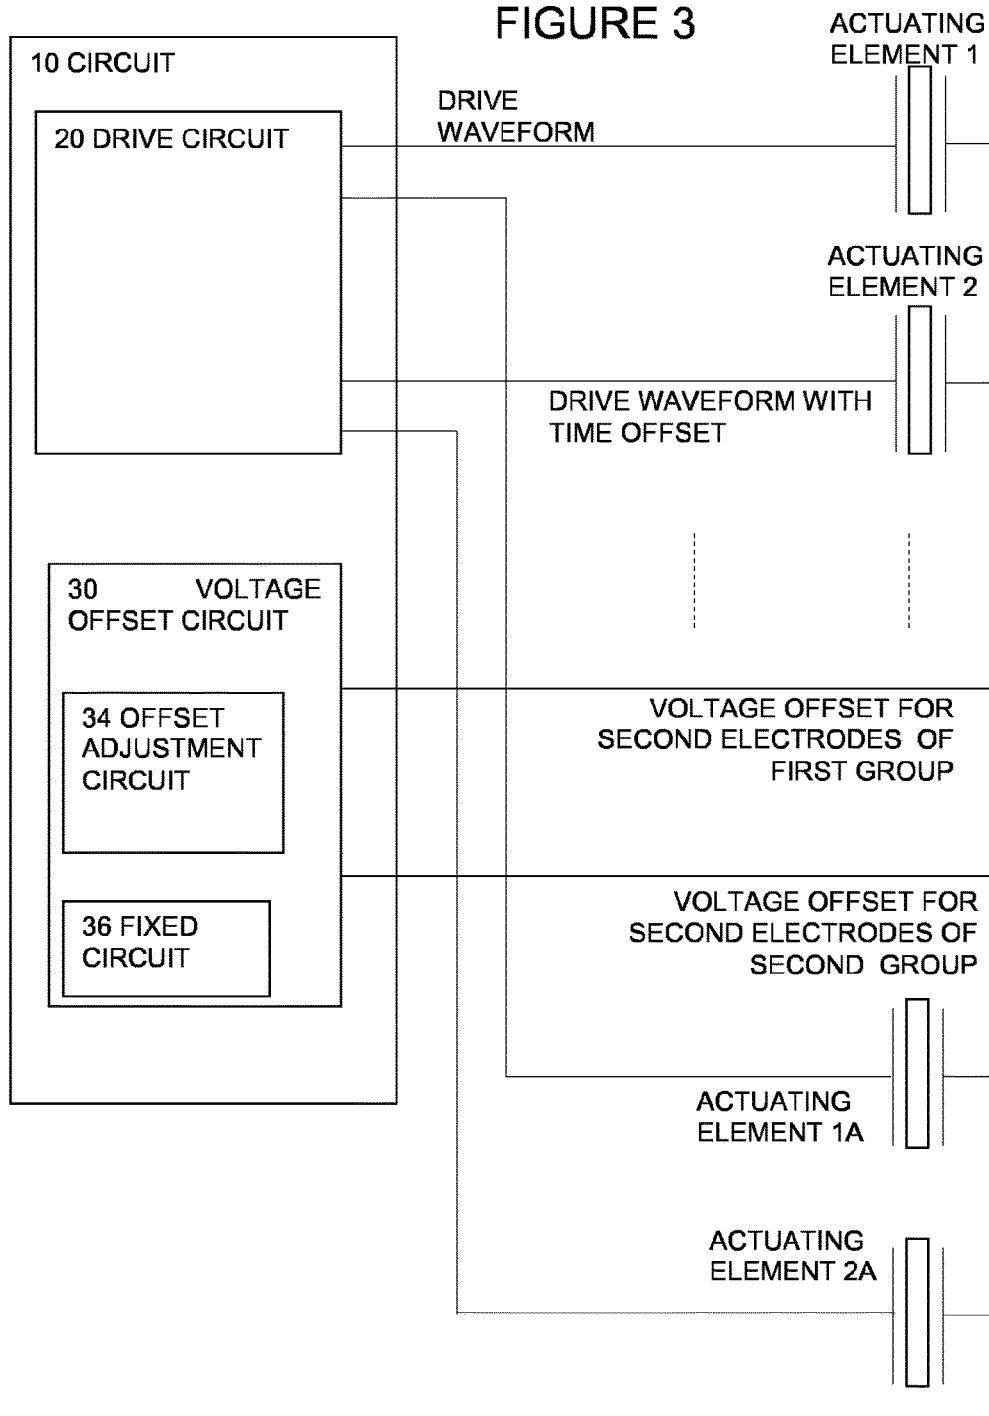 FIGURE 3
ACTUATING
ELEMENT 1
10 CIRCUIT
20 DRIVE CIRCUIT
DRIVE
WAVEFORM
ACTUATING
ELEMENT 2
DRIVE WAVEFORM WITH
TIME OFFSET
30 VOLTAGE
OFFSET CIRCUIT
34 OFFSET
ADJUSTMENT
CIRCUIT
VOLTAGE OFFSET FOR
SECOND ELECTRODES OF
FIRST GROUP
36 FIXED
CIRCUIT
VOLTAGE OFFSET FOR
SECOND ELECTRODES OF
SECOND GROUP
ACTUATING
ELEMENT 1A
ACTUATING
ELEMENT 2A